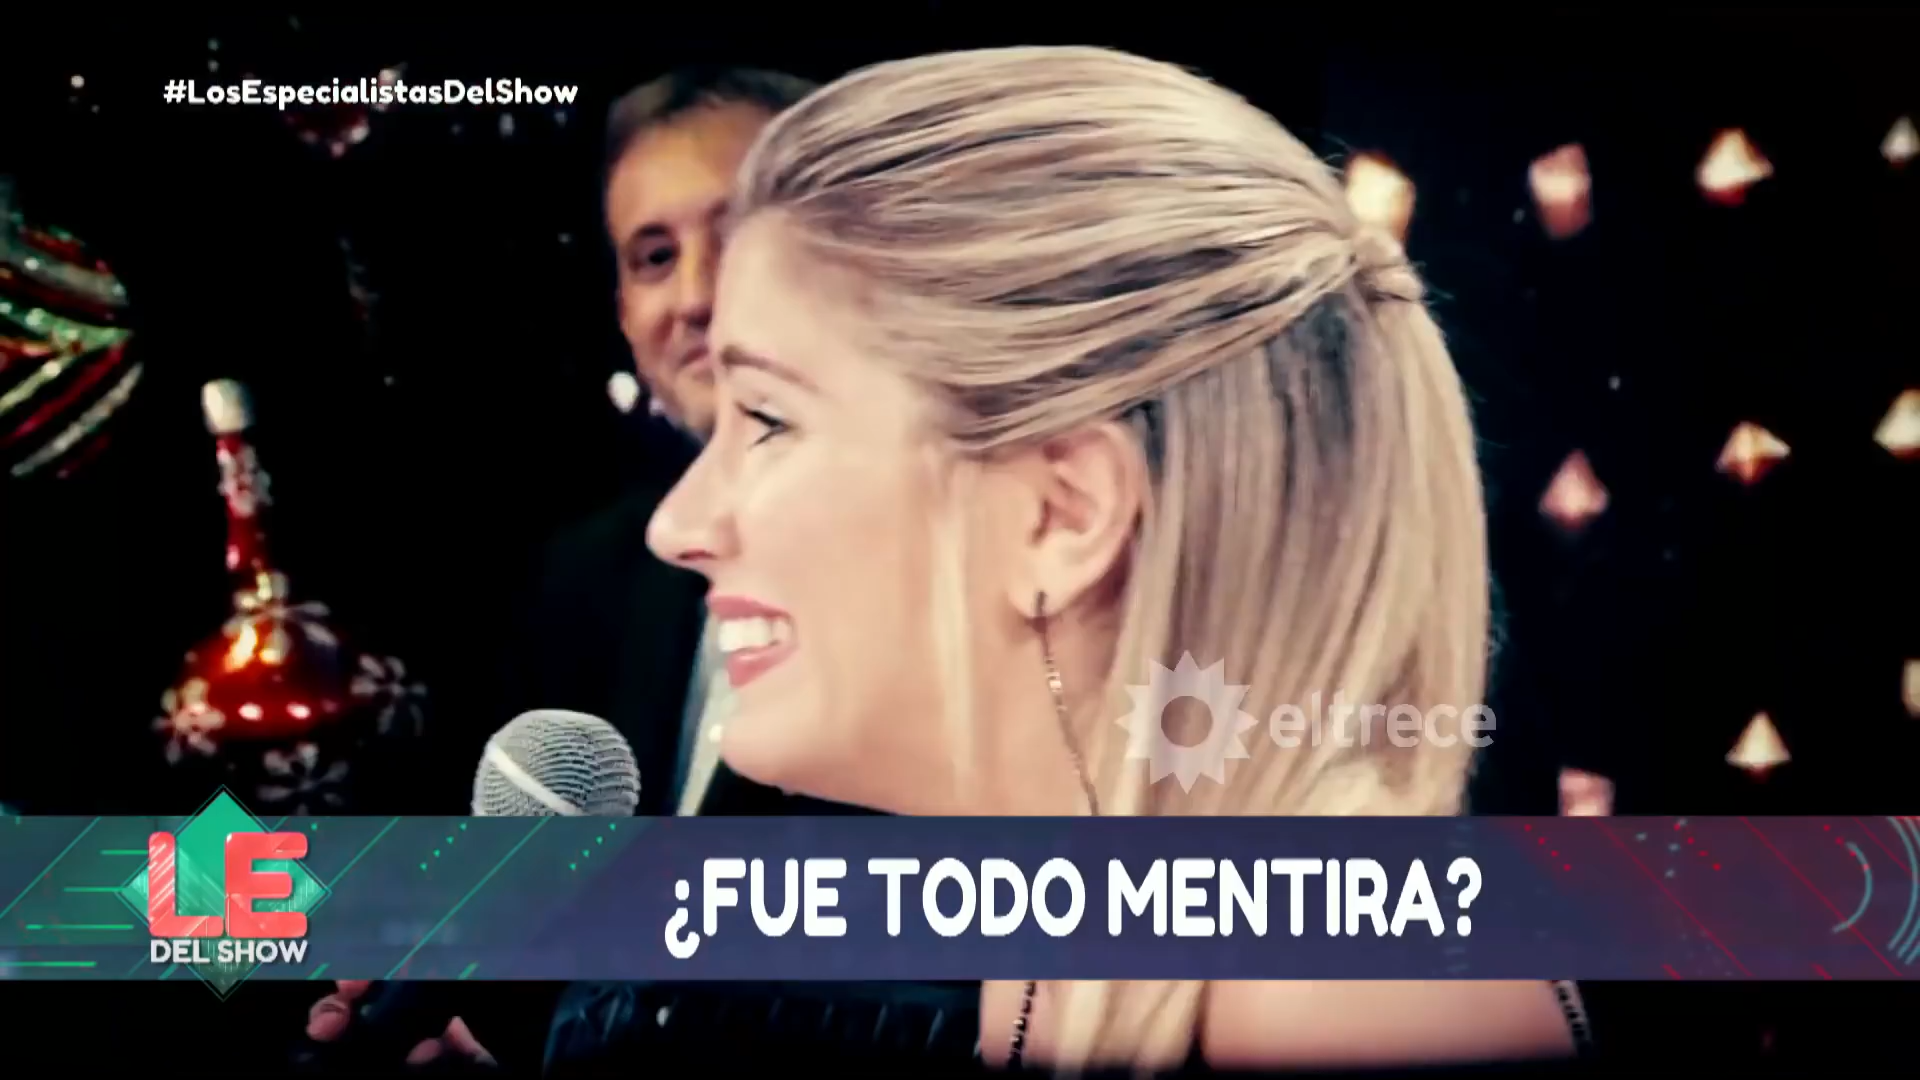 #LosEspecialistasDelShow
eltrece
LE
DEL SHOW
¿FUE TODO MENTIRA?